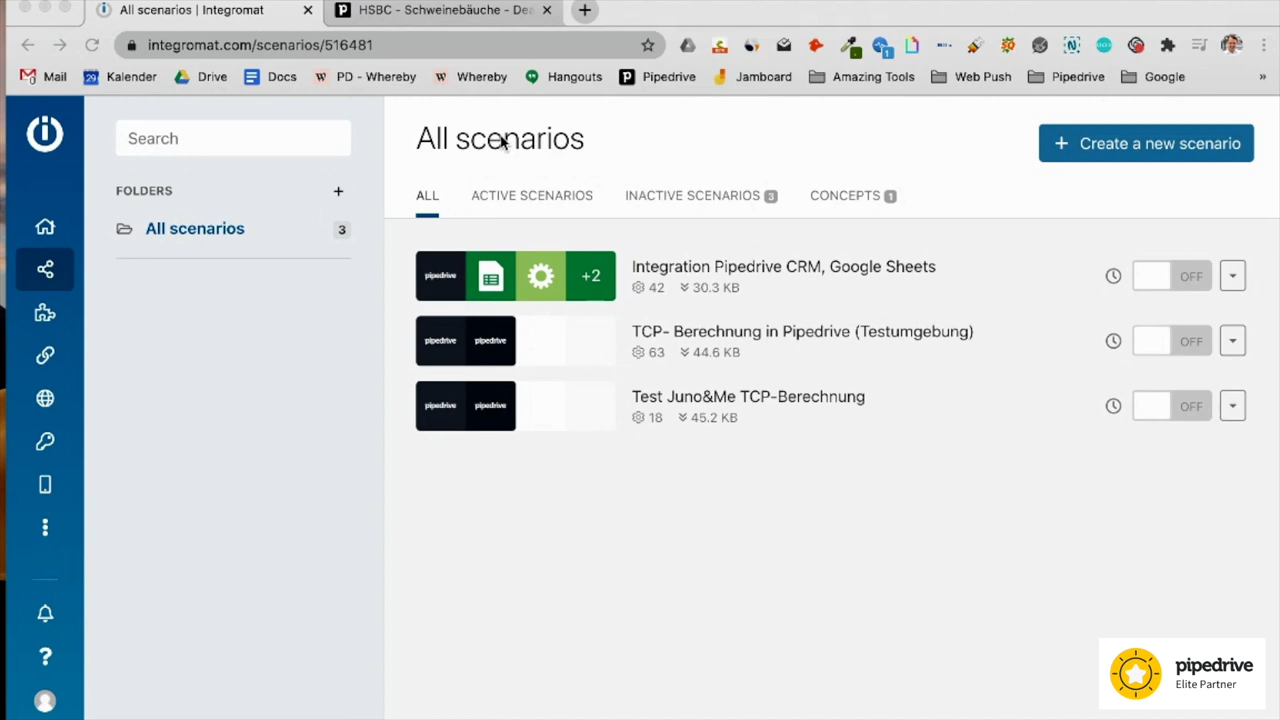 All scenarios | Integromat
HSBC - Schweinebäuche - De
integromat.com/scenarios/516481
Mail
29
Kalender
Drive
Docs
PD - Whereby
Whereby
Hangouts
Pipedrive
Jamboard
Amazing Tools
Web Push
Pipedrive
Google
»
Search
FOLDERS
All scenarios
3
All scenarios
+ Create a new scenario
ALL
ACTIVE SCENARIOS
INACTIVE SCENARIOS 3
CONCEPTS 1
pipedrive
+2
Integration Pipedrive CRM, Google Sheets
42 30.3 KB
OFF
pipedrive pipedrive
TCP- Berechnung in Pipedrive (Testumgebung)
63 44.6 KB
OFF
pipedrive pipedrive
Test Juno&Me TCP-Berechnung
18 45.2 KB
OFF
?
pipedrive
Elite Partner